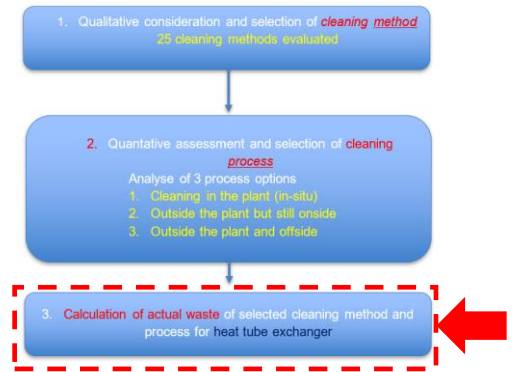 1. Qualitative consideration and selection of cleaning method
25 cleaning methods evaluated
2. Quantative assessment and selection of cleaning
process
Analyse of 3 process options
1. Cleaning in the plant (in-situ)
2. Outside the plant but still onside
3. Outside the plant and offside
3. Calculation of actual waste of selected cleaning method and
process for heat tube exchanger